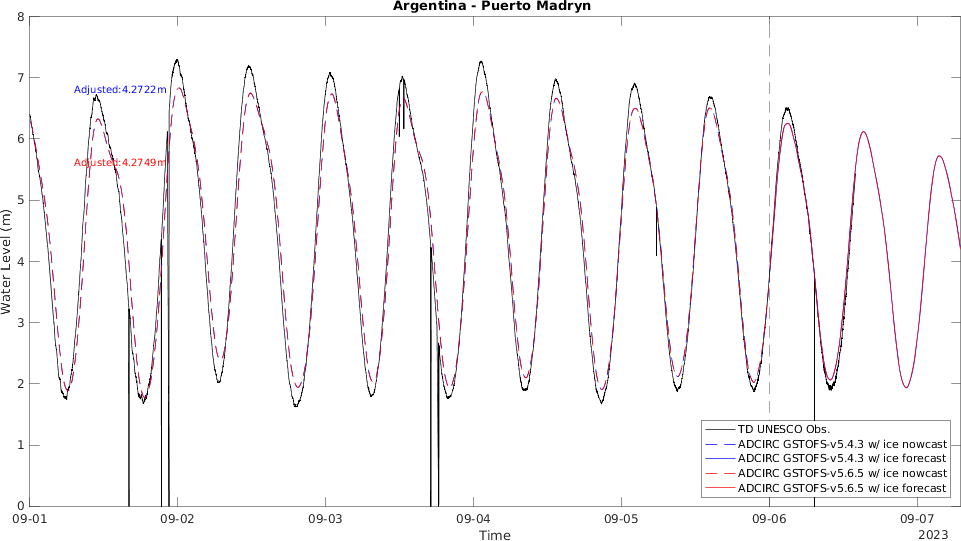 Argentina - Puerto Madryn
8
7
6
5
4
3
2
1
0
Water Level (m)
Adjusted:4.2722m
Adjusted:4.2749m
TD UNESCO Obs.
ADCIRC GSTOFS-v5.4.3 w/ ice nowcast
ADCIRC GSTOFS-v5.4.3 w/ ice forecast
ADCIRC GSTOFS-v5.6.5 w/ ice nowcast
ADCIRC GSTOFS-v5.6.5 w/ ice forecast
09-01 09-02 09-03 09-04 09-05 09-06 09-07
Time
2023